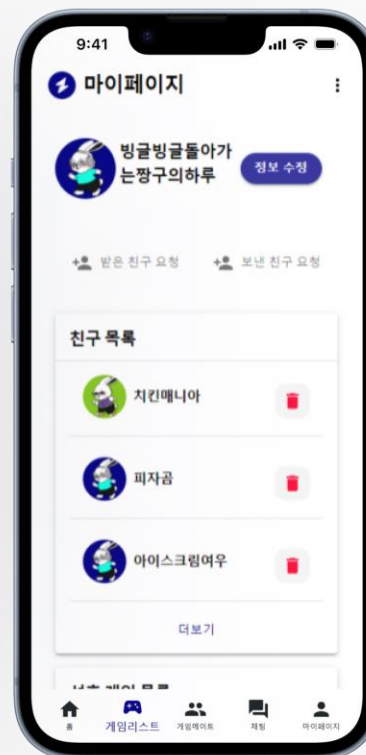 9:41
마이페이지
빙글빙글돌아가
는짱구의하루
정보 수정
받은 친구 요청
보낸 친구 요청
친구 목록
치킨매니아
피자곰
아이스크림여우
더보기
홈
게임리스트
게임메이트
채팅
마이페이지